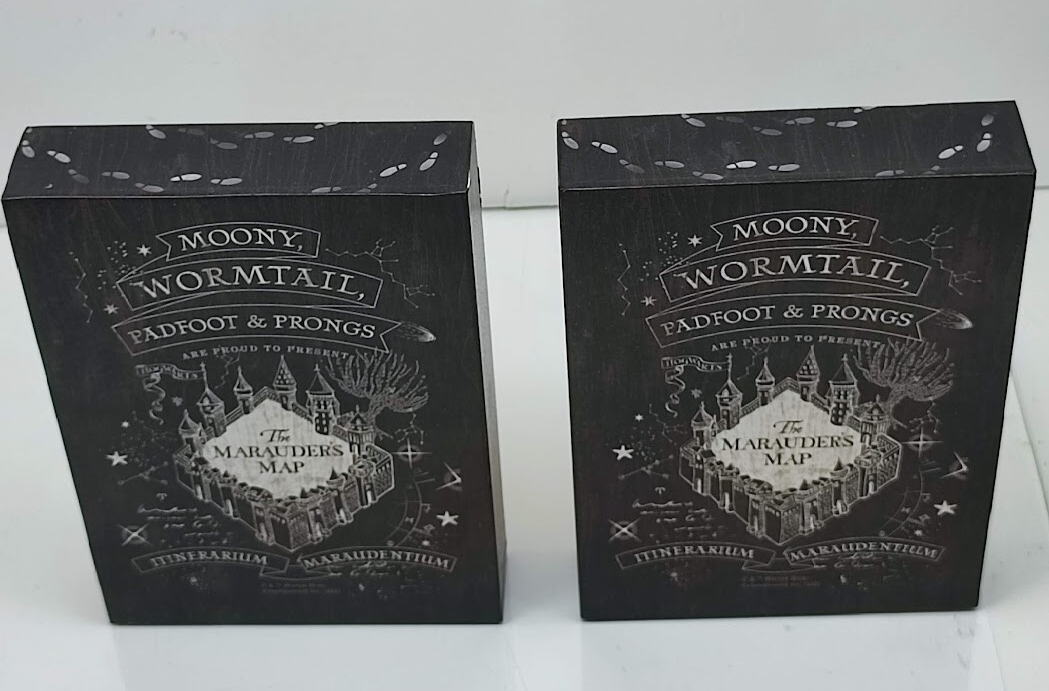 MOONY,
WORMTAIL,
PADFOOT & PRONGS
ARE PROUD TO PRESENT
HOGWARTS
The
MARAUDER'S
MAP
ITINERARIUM MARAUDENTIUM
MOONY,
WORMTAIL,
PADFOOT & PRONGS
ARE PROUD TO PRESENT
HOGWARTS
The
MARAUDER'S
MAP
ITINERARIUM MARAUDENTIUM